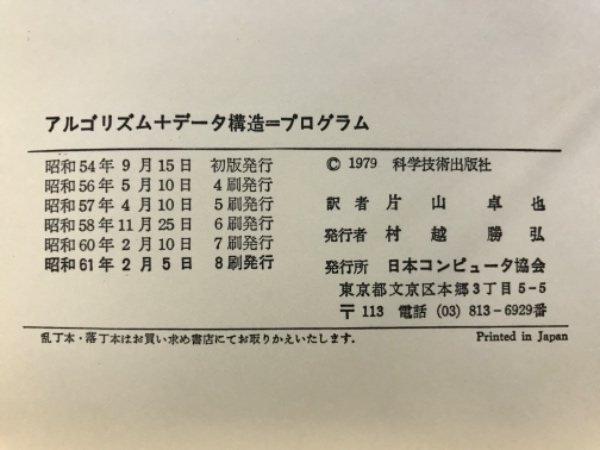 アルゴリズム+データ構造=プログラム
昭和54年9月15日 初版発行
昭和56年5月10日 4刷発行
昭和57年4月10日 5刷発行
昭和58年11月25日 6刷発行
昭和60年2月10日 7刷発行
昭和61年2月5日 8刷発行
© 1979 科学技術出版社
訳者 片山卓也
発行者 村越勝弘
発行所 日本コンピュータ協会
東京都文京区本郷3丁目5-5
〒113 電話 (03) 813-6929番
乱丁本・落丁本はお買い求め書店にてお取りかえいたします.
Printed in Japan